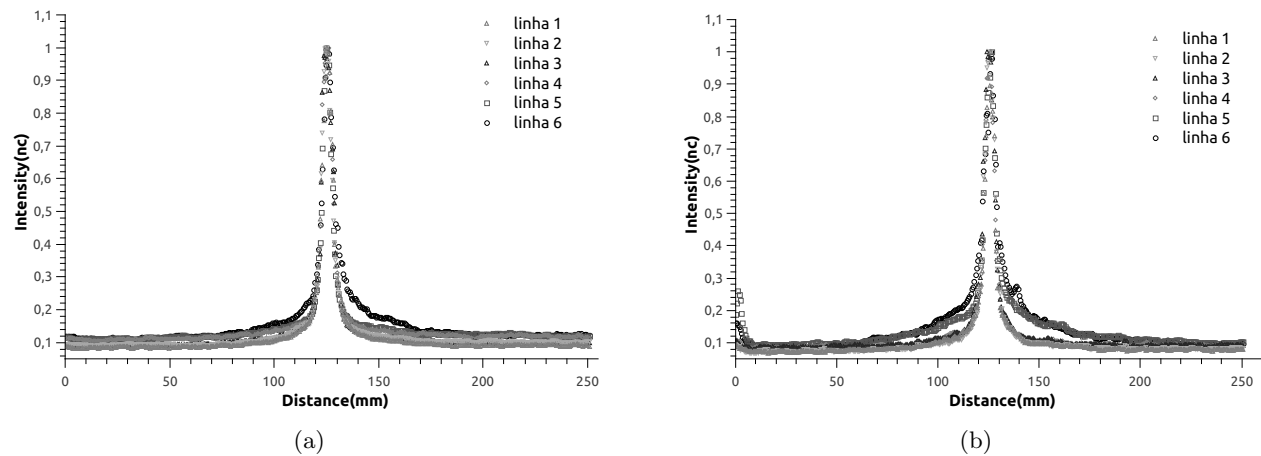 1,1
1
0,9
0,8
0,7
0,6
0,5
0,4
0,3
0,2
0,1
Intensity(nc)
0 50 100 150 200 250
Distance(mm)
linha 1
linha 2
linha 3
linha 4
linha 5
linha 6
(a)
1,1
1
0,9
0,8
0,7
0,6
0,5
0,4
0,3
0,2
0,1
Intensity(nc)
0 50 100 150 200 250
Distance(mm)
linha 1
linha 2
linha 3
linha 4
linha 5
linha 6
(b)